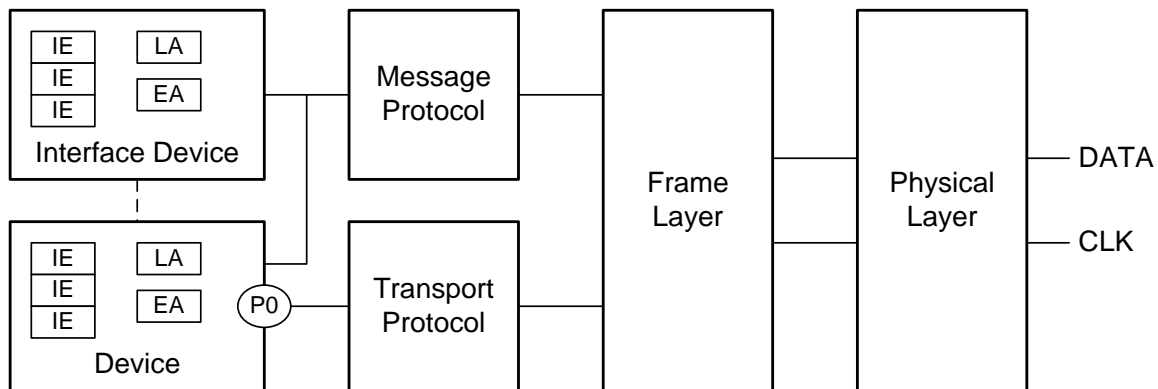 IE
IE
IE
LA
EA
Interface Device
Message
Protocol
IE
IE
IE
LA
EA
P0
Device
Transport
Protocol
Frame
Layer
Physical
Layer
DATA
CLK